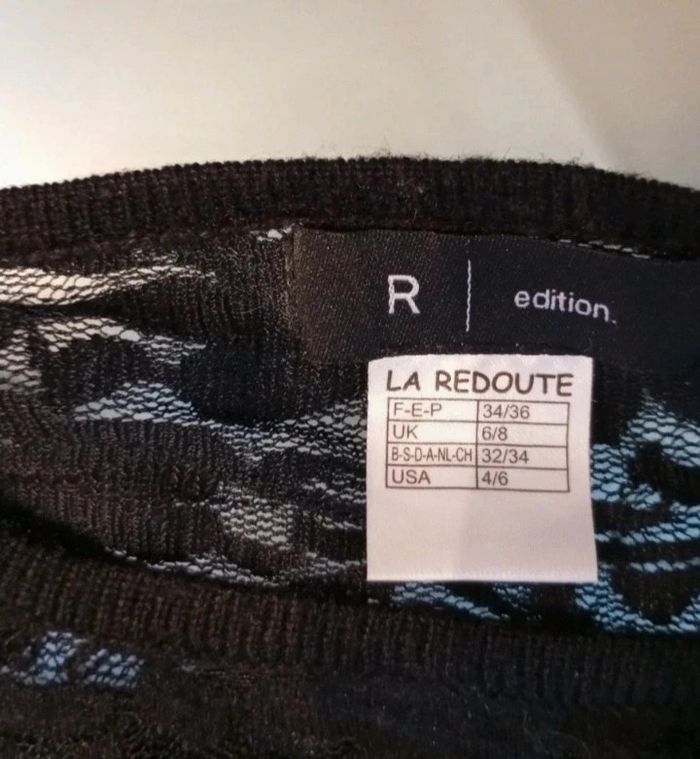 R | edition.
LA REDOUTE
F-E-P 34/36
UK 6/8
B-S-D-A-NL-CH 32/34
USA 4/6